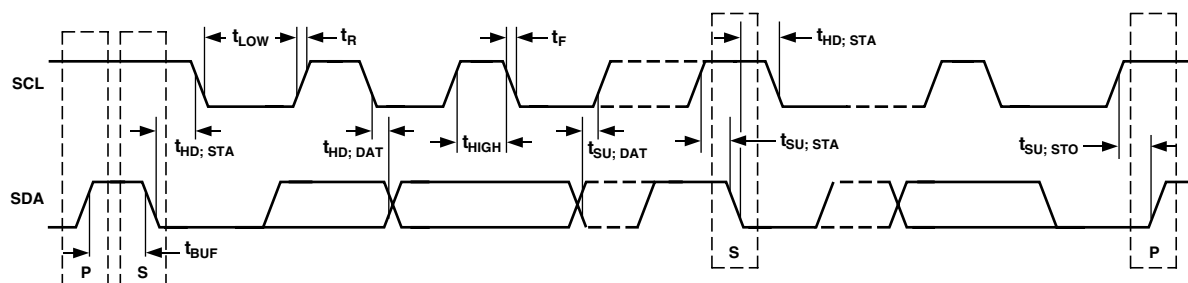 tLOW
tR
tF
tHD; STA
SCL
tHD; STA
tHD; DAT
tHIGH
tSU; DAT
tSU; STA
tSU; STO
SDA
tBUF
P
S
S
P